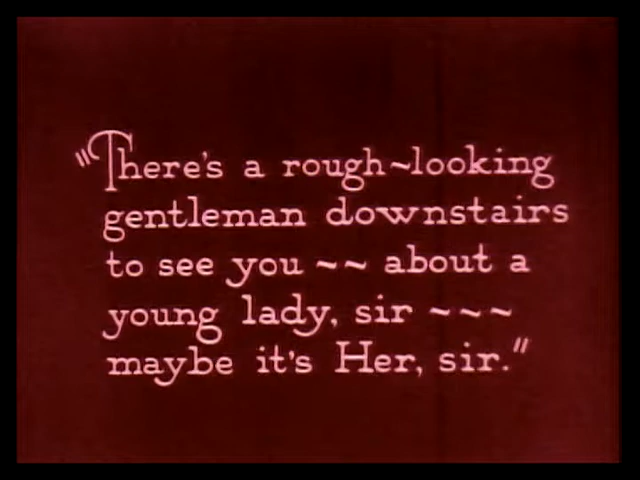 "There's a rough~looking
gentleman downstairs
to see you ~~ about a
young lady, sir ~~~
maybe it's Her, sir."